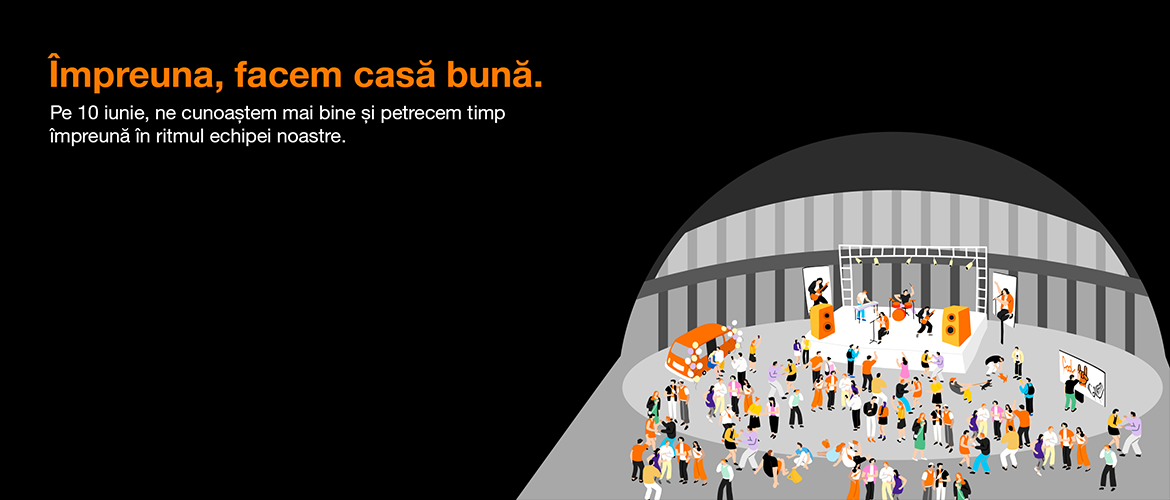 Împreuna, facem casă bună.
Pe 10 iunie, ne cunoaștem mai bine și petrecem timp
împreună în ritmul echipei noastre.